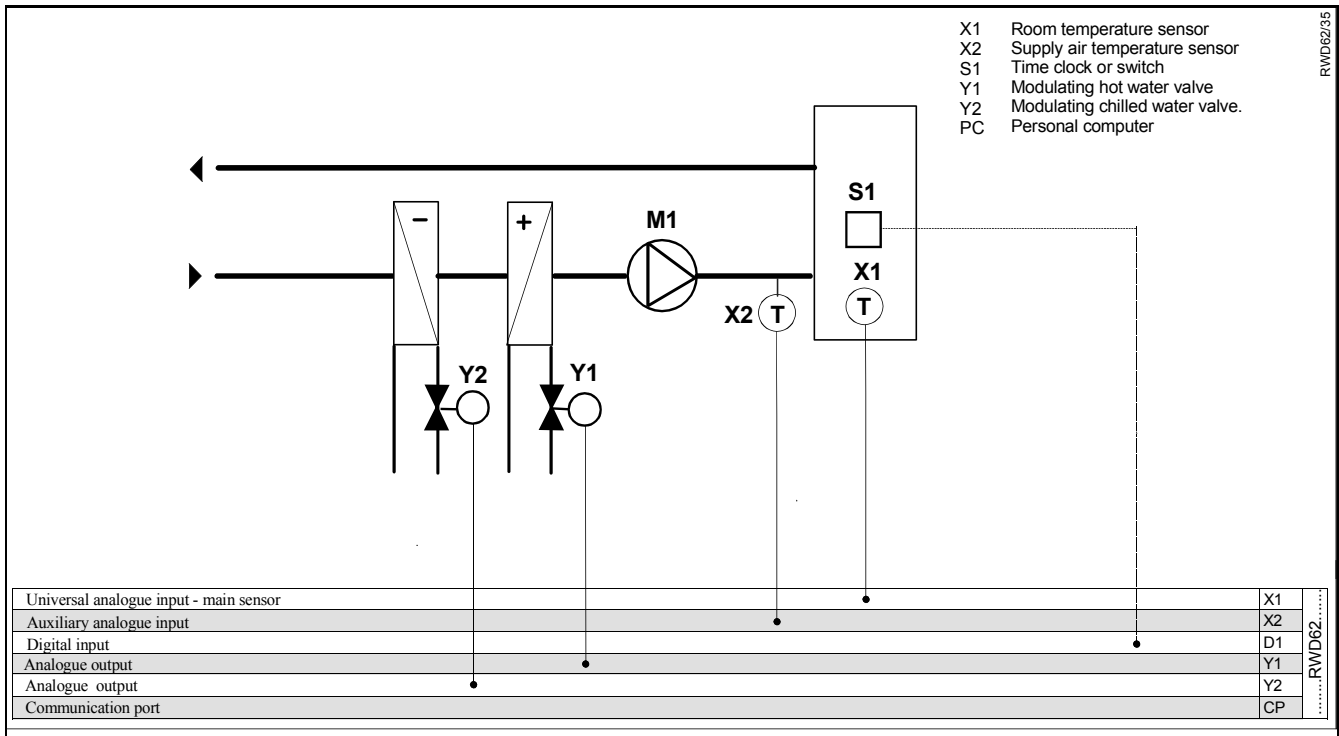 X1 Room temperature sensor
X2 Supply air temperature sensor
S1 Time clock or switch
Y1 Modulating hot water valve
Y2 Modulating chilled water valve.
PC Personal computer
RWD62/35
S1
− + M1
X1
X2 T T
Y2 Y1
Universal analogue input - main sensor X1
Auxiliary analogue input X2
Digital input D1
Analogue output Y1
Analogue output Y2
Communication port CP
.......RWD62......